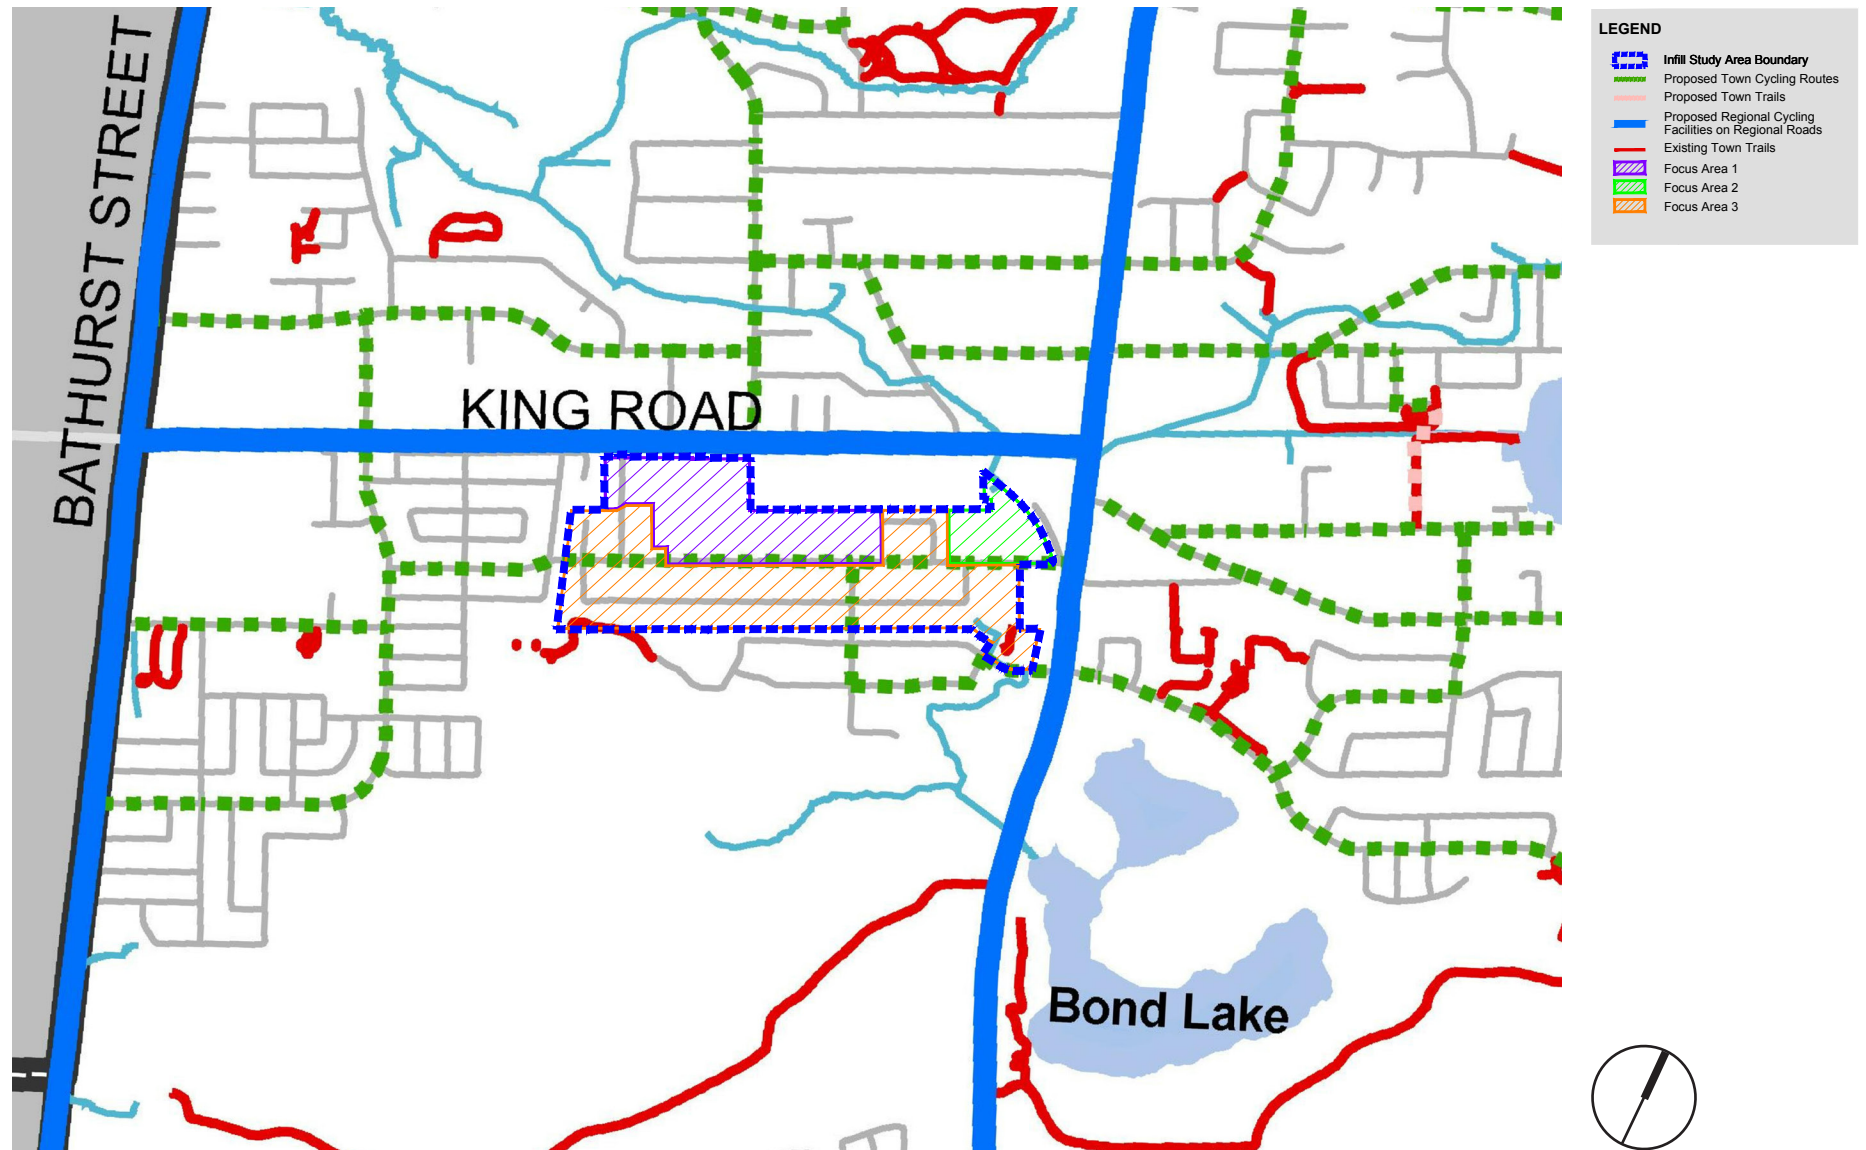 BATHURST STREET
KING ROAD
Bond Lake
LEGEND
Infill Study Area Boundary
Proposed Town Cycling Routes
Proposed Town Trails
Proposed Regional Cycling
Facilities on Regional Roads
Existing Town Trails
Focus Area 1
Focus Area 2
Focus Area 3